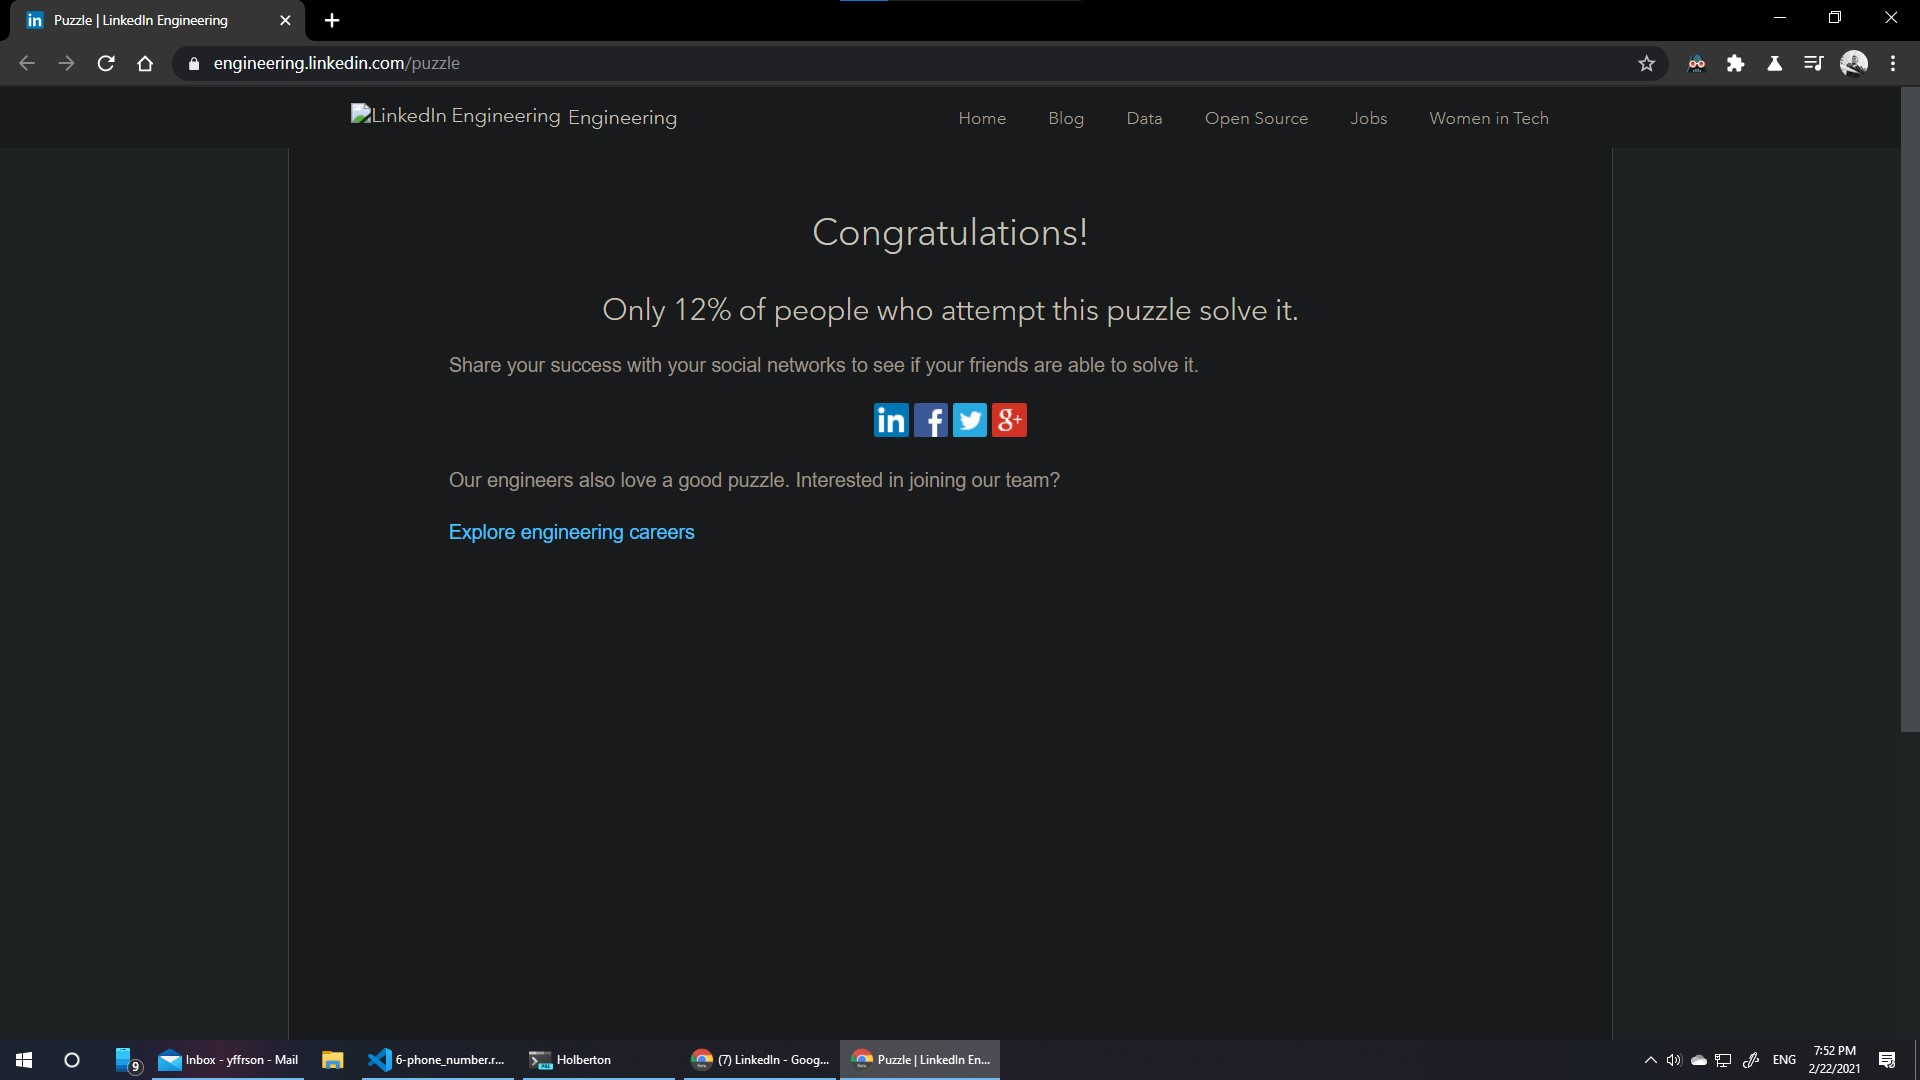 Puzzle | LinkedIn Engineering
engineering.linkedin.com/puzzle
LinkedIn Engineering Engineering Home Blog Data Open Source Jobs Women in Tech
Congratulations!
Only 12% of people who attempt this puzzle solve it.
Share your success with your social networks to see if your friends are able to solve it.
in f g+
Our engineers also love a good puzzle. Interested in joining our team?
Explore engineering careers
9 Inbox - yffrson - Mail 6-phone_number.r... Holberton (7) LinkedIn - Goog... Puzzle | LinkedIn En... ENG 7:52 PM
2/22/2021